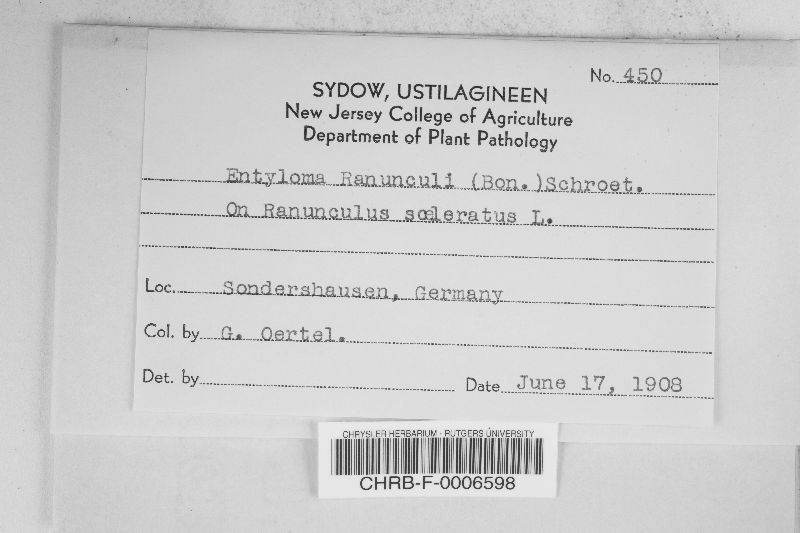 No. 450
SYDOW, USTILAGINEEN
New Jersey College of Agriculture
Department of Plant Pathology
Entyloma Ranunculi (Bon.)Schroet.
On Ranunculus scœleratus L.
Loc. Sondershausen, Germany
Col. by G. Oertel.
Det. by
Date June 17, 1908
CHRYSLER HERBARIUM - RUTGERS UNIVERSITY
CHRB-F-0006598